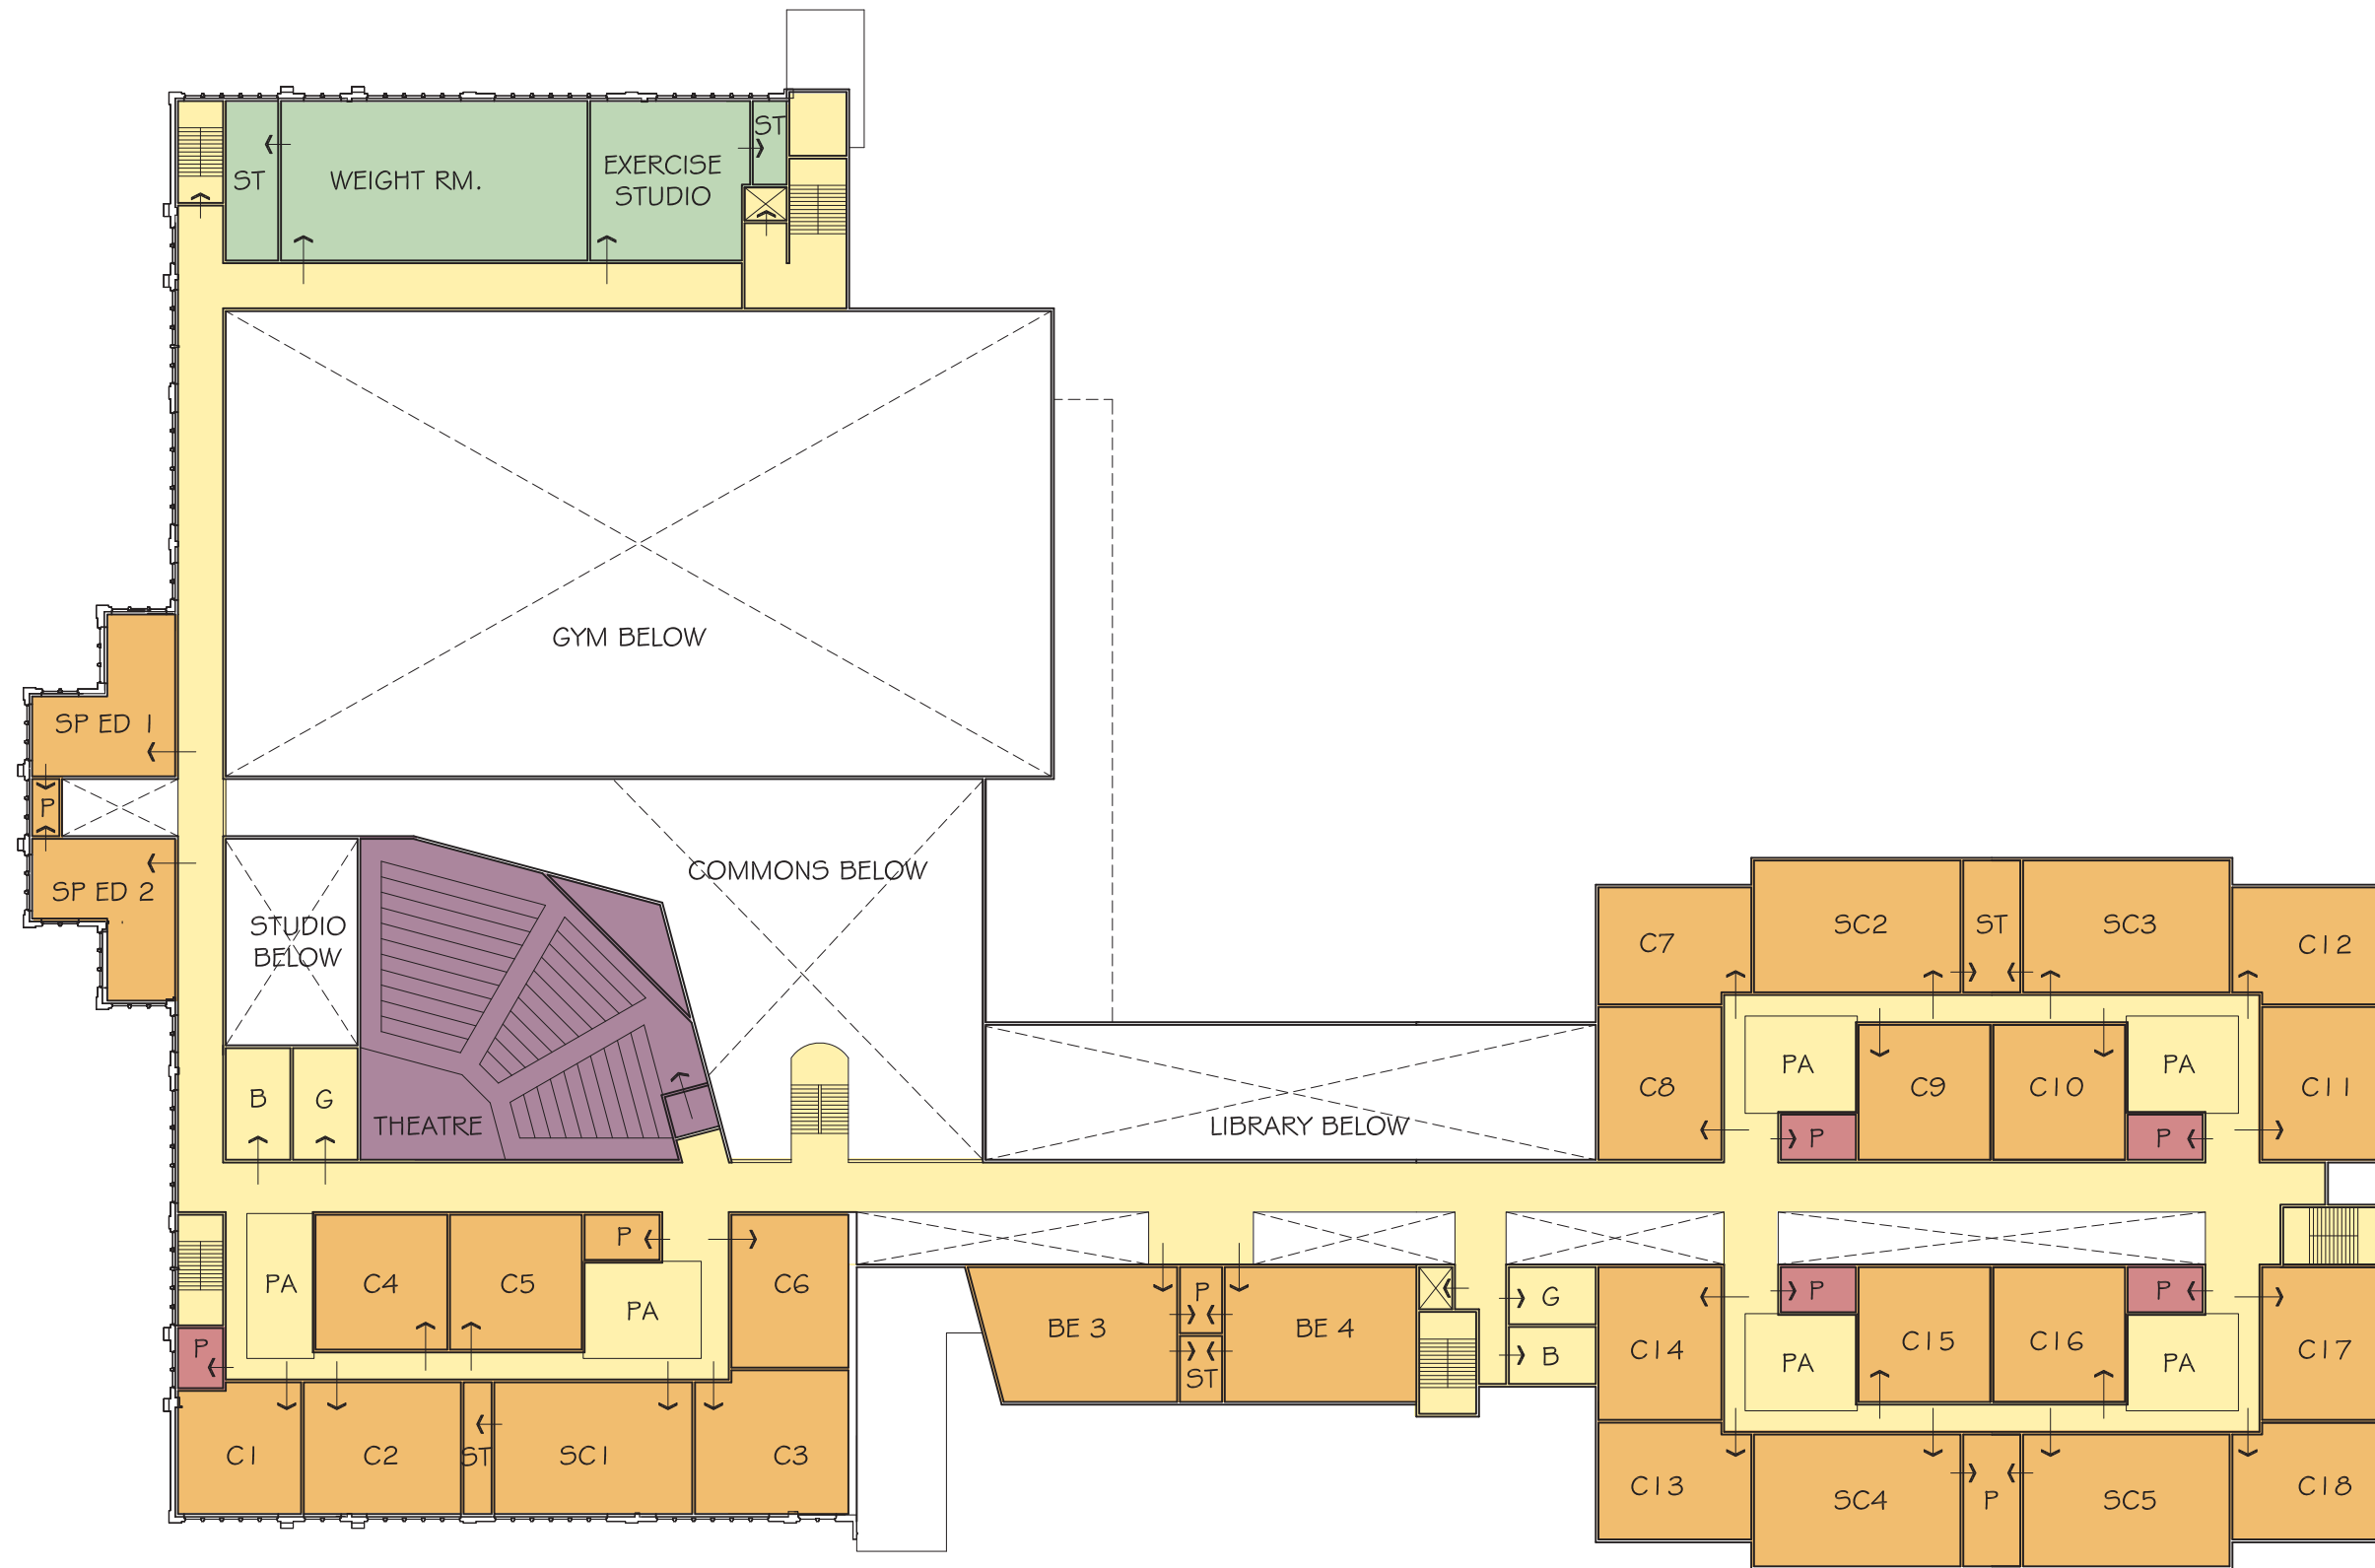 ST
WEIGHT RM.
EXERCISE
STUDIO
ST
GYM BELOW
SP ED 1
P
SP ED 2
COMMONS BELOW
STUDIO
BELOW
B
G
THEATRE
LIBRARY BELOW
C7
SC2
ST
SC3
C12
C8
PA
C9
C10
PA
C11
P
P
PA
C4
C5
P
PA
C6
P
C1
C2
ST
SC1
C3
BE 3
P
ST
BE 4
G
B
C14
P
C15
C16
P
C17
PA
PA
C13
SC4
P
SC5
C18